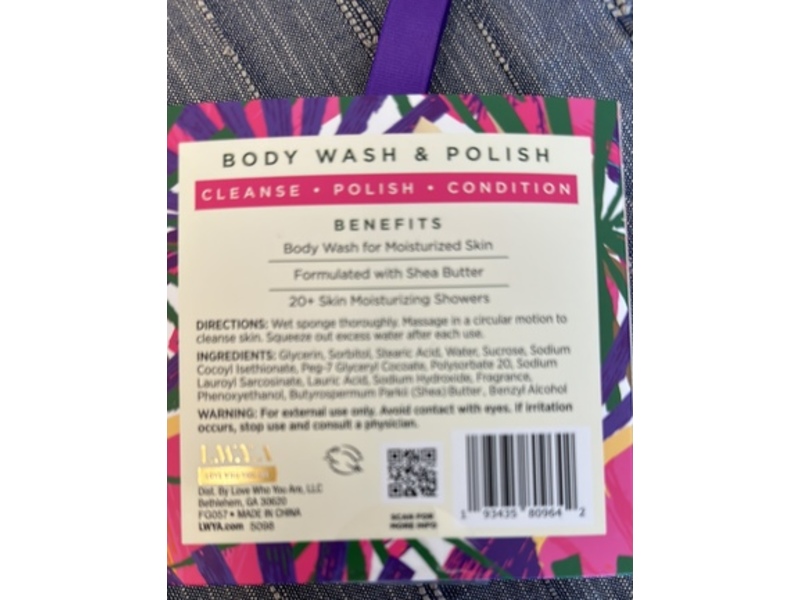 BODY WASH & POLISH
CLEANSE • POLISH • CONDITION
BENEFITS
Body Wash for Moisturized Skin
Formulated with Shea Butter
20+ Skin Moisturizing Showers
DIRECTIONS: Wet sponge thoroughly. Massage in a circular motion to
cleanse skin. Squeeze out excess water after each use.
INGREDIENTS: Glycerin, Sorbitol, Stearic Acid, Water, Sucrose, Sodium
Cocoyl Isethionate, Peg-7 Glyceryl Cocoate, Polysorbate 20, Sodium
Lauroyl Sarcosinate, Lauric Acid, Sodium Hydroxide, Fragrance,
Phenoxyethanol, Butyrospermum Parkii (Shea) Butter, Benzyl Alcohol
WARNING: For external use only. Avoid contact with eyes. If irritation
occurs, stop use and consult a physician.
LWYA
Dist. By Love Who You Are, LLC
Bethlehem, GA 30620
FG057 • MADE IN CHINA
LWYA.com 5098
SCAN FOR
MORE INFO
1 93435 80964 2